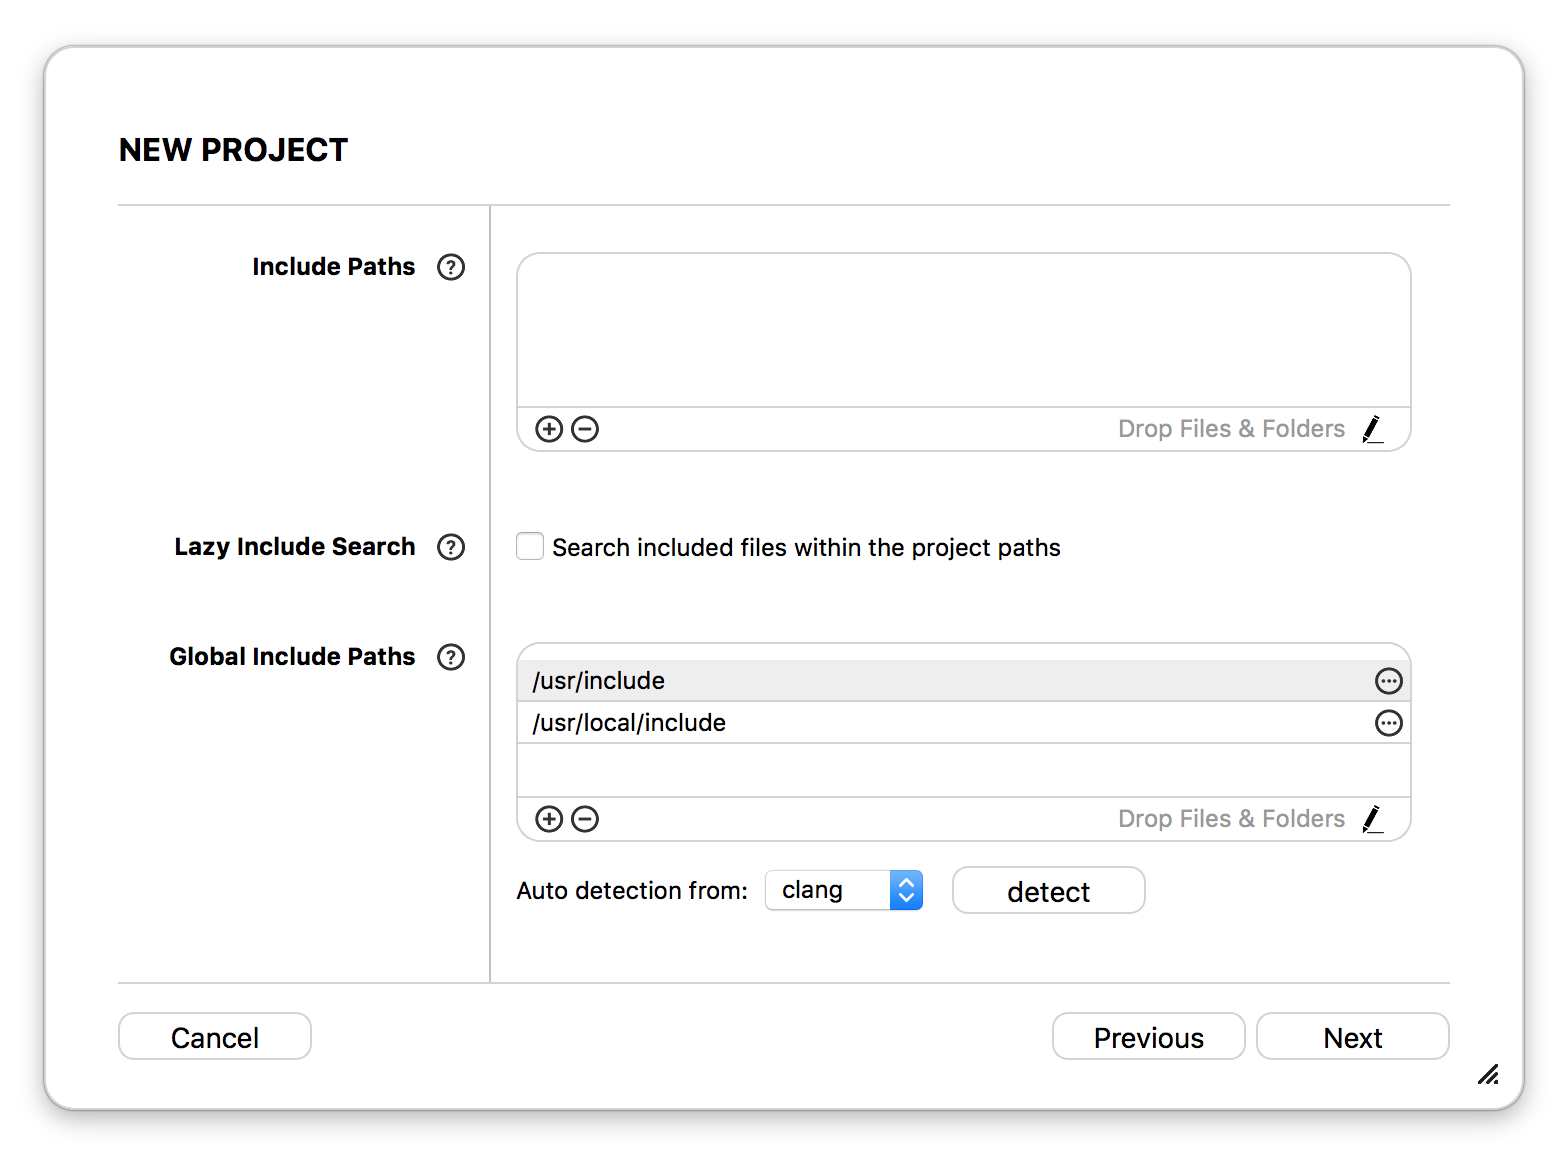 NEW PROJECT
Include Paths ?
Drop Files & Folders
Lazy Include Search ?
Search included files within the project paths
Global Include Paths ?
/usr/include
/usr/local/include
Drop Files & Folders
Auto detection from: clang detect
Cancel Previous Next